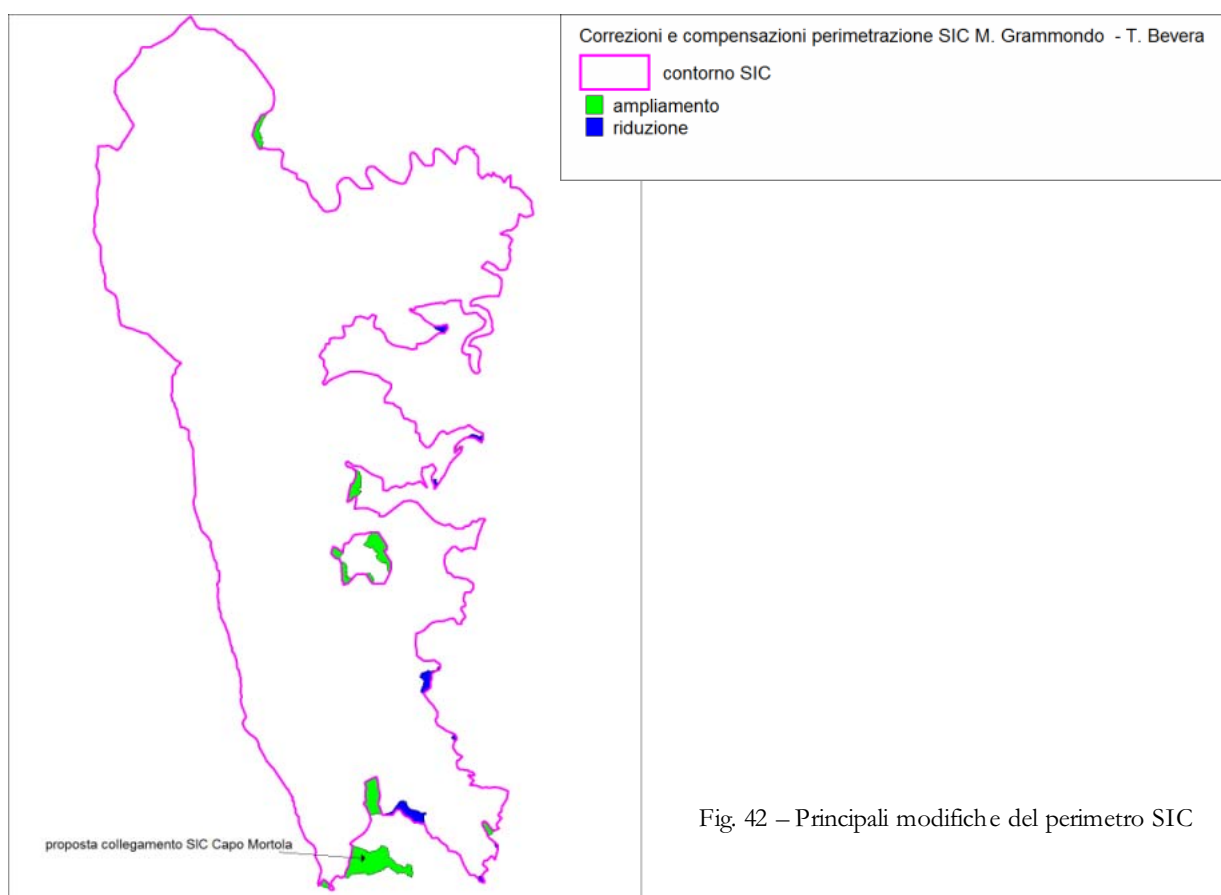 Correzioni e compensazioni perimetrazione SIC M. Grammondo - T. Bevera
contorno SIC
ampliamento
riduzione
proposta collegamento SIC Capo Mortola
Fig. 42 – Principali modifiche del perimetro SIC